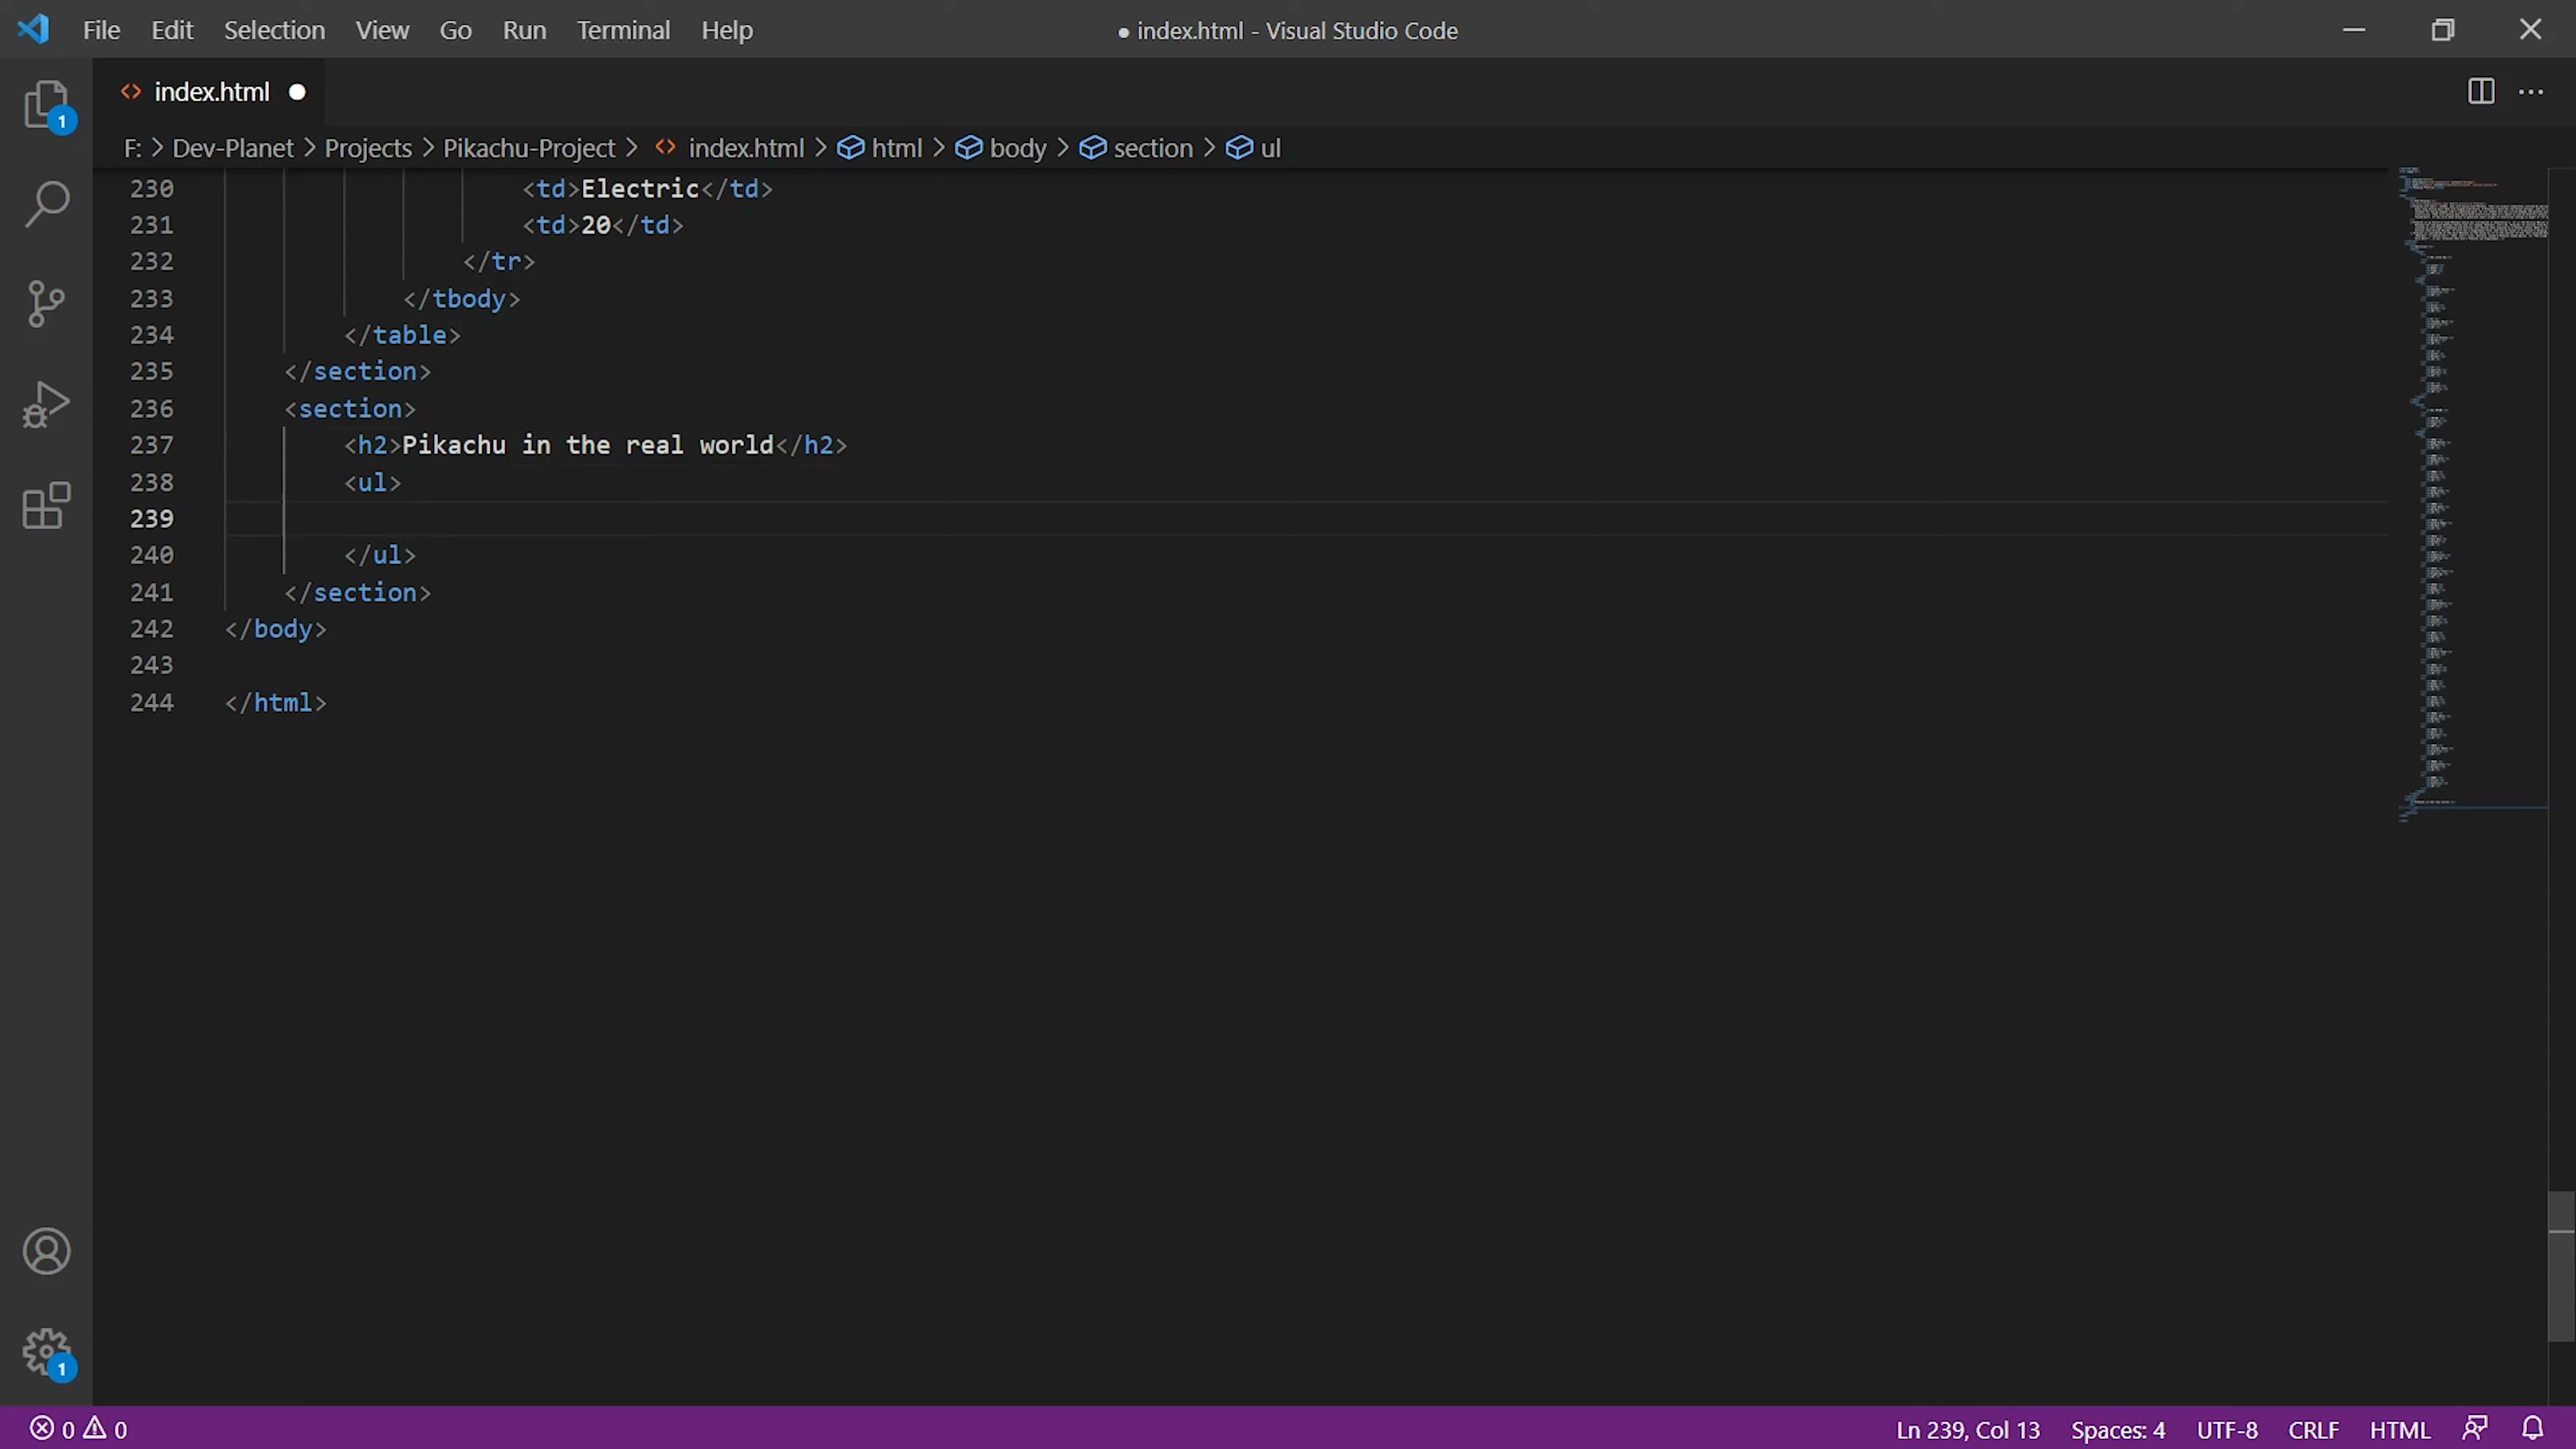 File Edit Selection View Go Run Terminal Help
● index.html - Visual Studio Code
index.html ●
F: > Dev-Planet > Projects > Pikachu-Project > index.html > html > body > section > ul
230 <td>Electric</td>
231 <td>20</td>
232 </tr>
233 </tbody>
234 </table>
235 </section>
236 <section>
237 <h2>Pikachu in the real world</h2>
238 <ul>
239
240 </ul>
241 </section>
242 </body>
243
244 </html>
1
1
0 0
Ln 239, Col 13 Spaces: 4 UTF-8 CRLF HTML